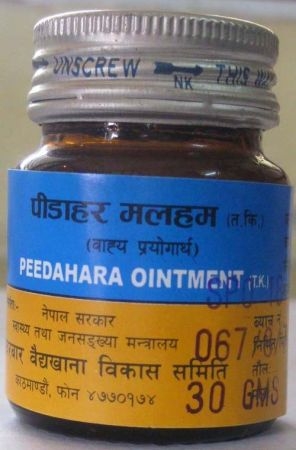 UNSCREW
NK
THIS WAY
पीडाहर मलहम (त.कि.)
(वाह्य प्रयोगार्थ)
PEEDAHARA OINTMENT (T.K.)
नेपाल सरकार
स्वास्थ्य तथा जनसङ्ख्या मन्त्रालय
067
वैद्यखाना विकास समिति
काठमाण्डौ, फोन ४७७०१७४
तौल
30 GMS